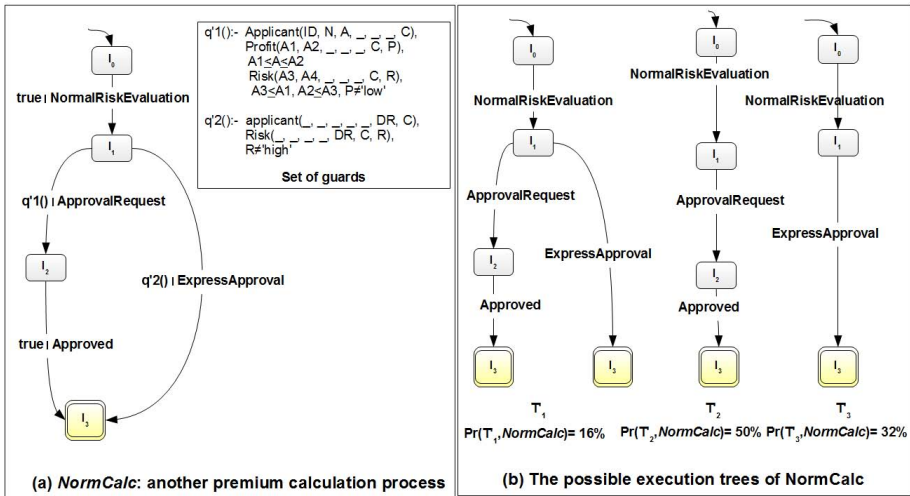 q'1():- Applicant(ID, N, A, _, _, _, C),
Profit(A1, A2, _, _, _, C, P),
A1≤A≤A2
Risk(A3, A4, _, _, _, C, R),
A3≤A1, A2≤A3, P≠'low'
q'2():- applicant(_, _, _, _, _, DR, C),
Risk(_, _, _, _, DR, C, R),
R≠'high'
Set of guards
I0
true | NormalRiskEvaluation
I1
q'1() | ApprovalRequest
I2
q'2() | ExpressApproval
true | Approved
I3
(a) NormCalc: another premium calculation process
I0
NormalRiskEvaluation
I1
ApprovalRequest
ExpressApproval
I2
Approved
I3
I3
T1
Pr(T1,NormCalc)= 16%
I0
NormalRiskEvaluation
I1
ApprovalRequest
I2
Approved
I3
T2
Pr(T2,NormCalc)= 50%
I0
NormalRiskEvaluation
I1
ExpressApproval
I3
T3
Pr(T3,NormCalc)= 32%
(b) The possible execution trees of NormCalc